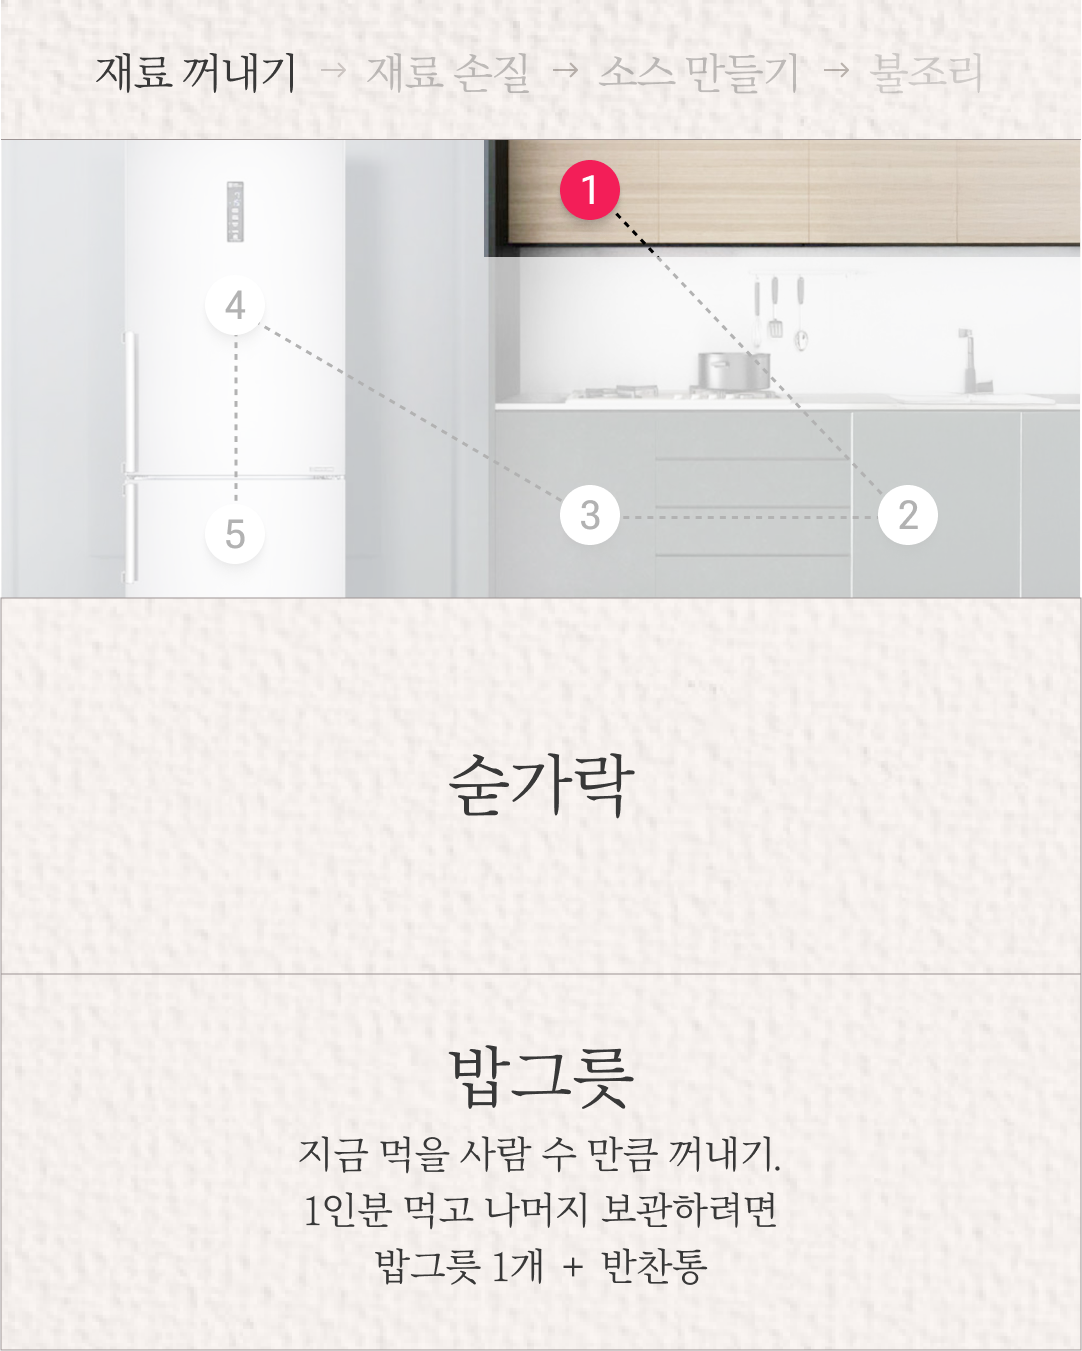 재료 꺼내기 → 재료 손질 → 소스 만들기 → 불조리
1
4
3
2
5
숟가락
밥그릇
지금 먹을 사람 수 만큼 꺼내기.
1인분 먹고 나머지 보관하려면
밥그릇 1개 + 반찬통